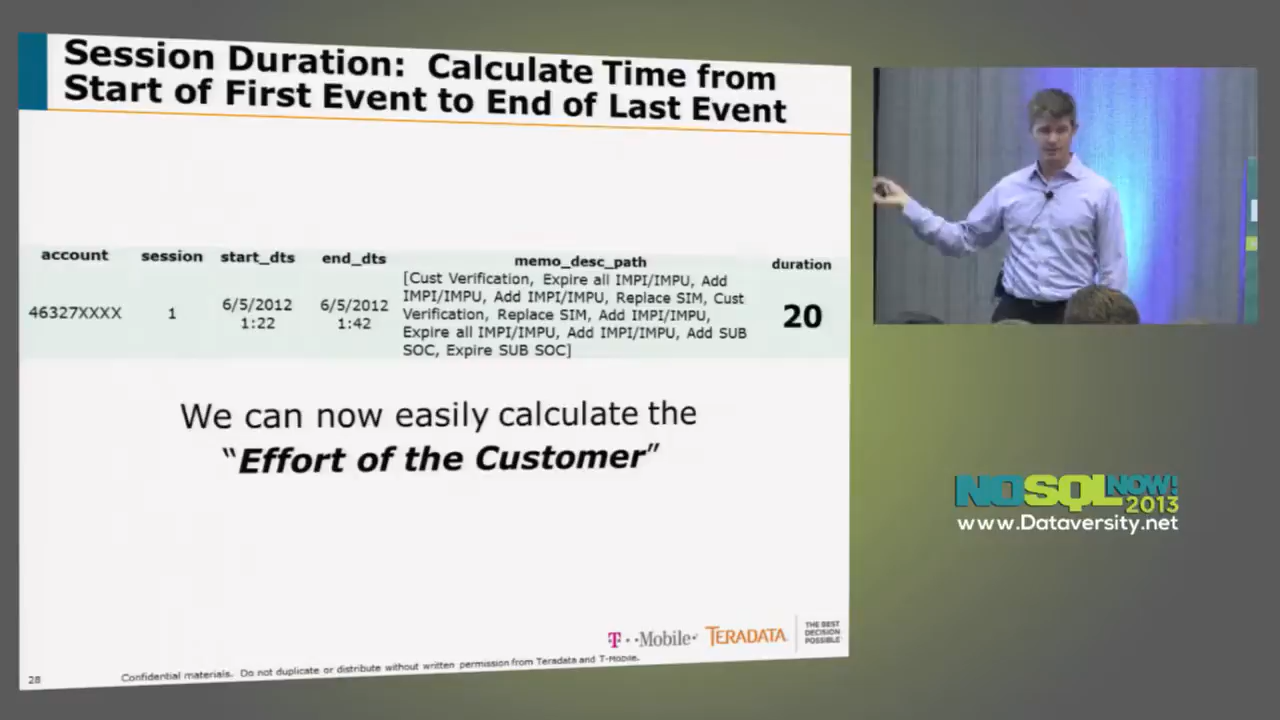 Session Duration: Calculate Time from
Start of First Event to End of Last Event
account session start_dts end_dts memo_desc_path duration
46327XXXX 1 6/5/2012 1:22 6/5/2012 1:42 20
[Cust Verification, Expire all IMPI/IMPU, Add
IMPI/IMPU, Add IMPI/IMPU, Replace SIM, Cust
Verification, Replace SIM, Add IMPI/IMPU,
Expire all IMPI/IMPU, Add IMPI/IMPU, Add SUB
SOC, Expire SUB SOC]
We can now easily calculate the
“Effort of the Customer”
T··Mobile· TERADATA
THE BEST
DECISION
POSSIBLE
28
Confidential materials. Do not duplicate or distribute without written permission from Teradata and T-Mobile.
NOSQLNOW!
2013
www.Dataversity.net